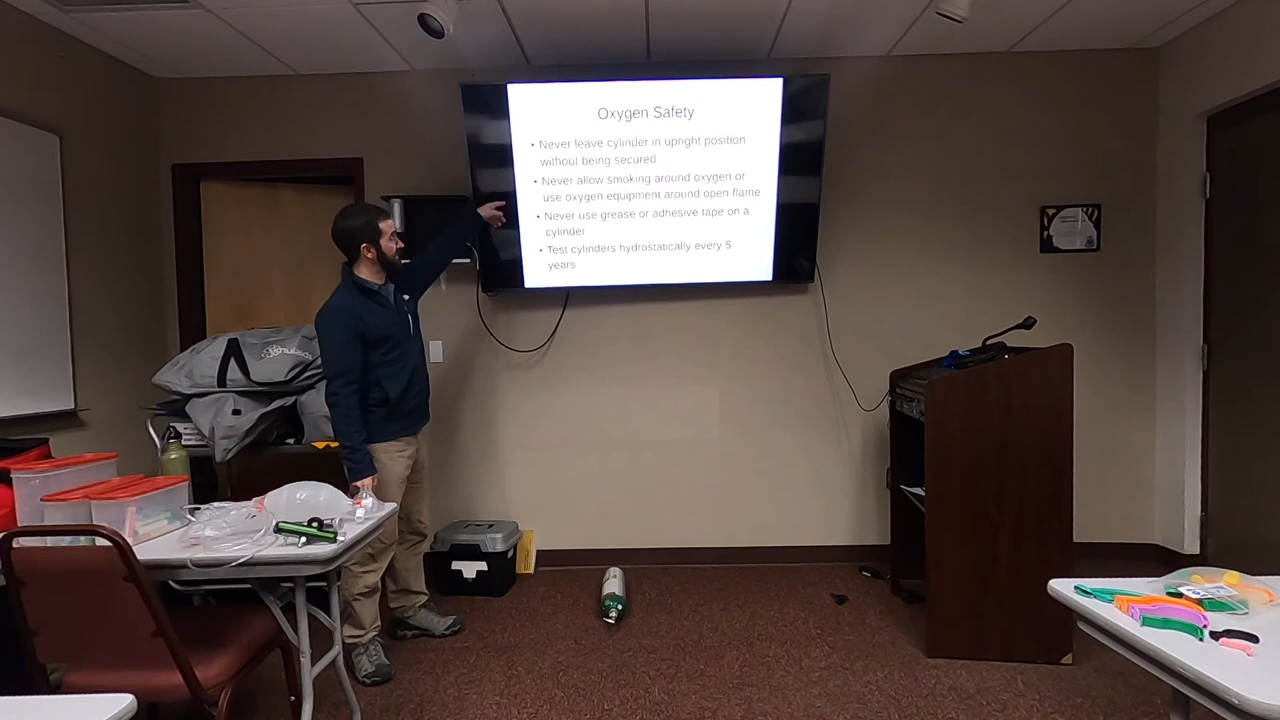 Oxygen Safety
• Never leave cylinder in upright position
without being secured
• Never allow smoking around oxygen or
use oxygen equipment around open flame
• Never use grease or adhesive tape on a
cylinder
• Test cylinders hydrostatically every 5
years